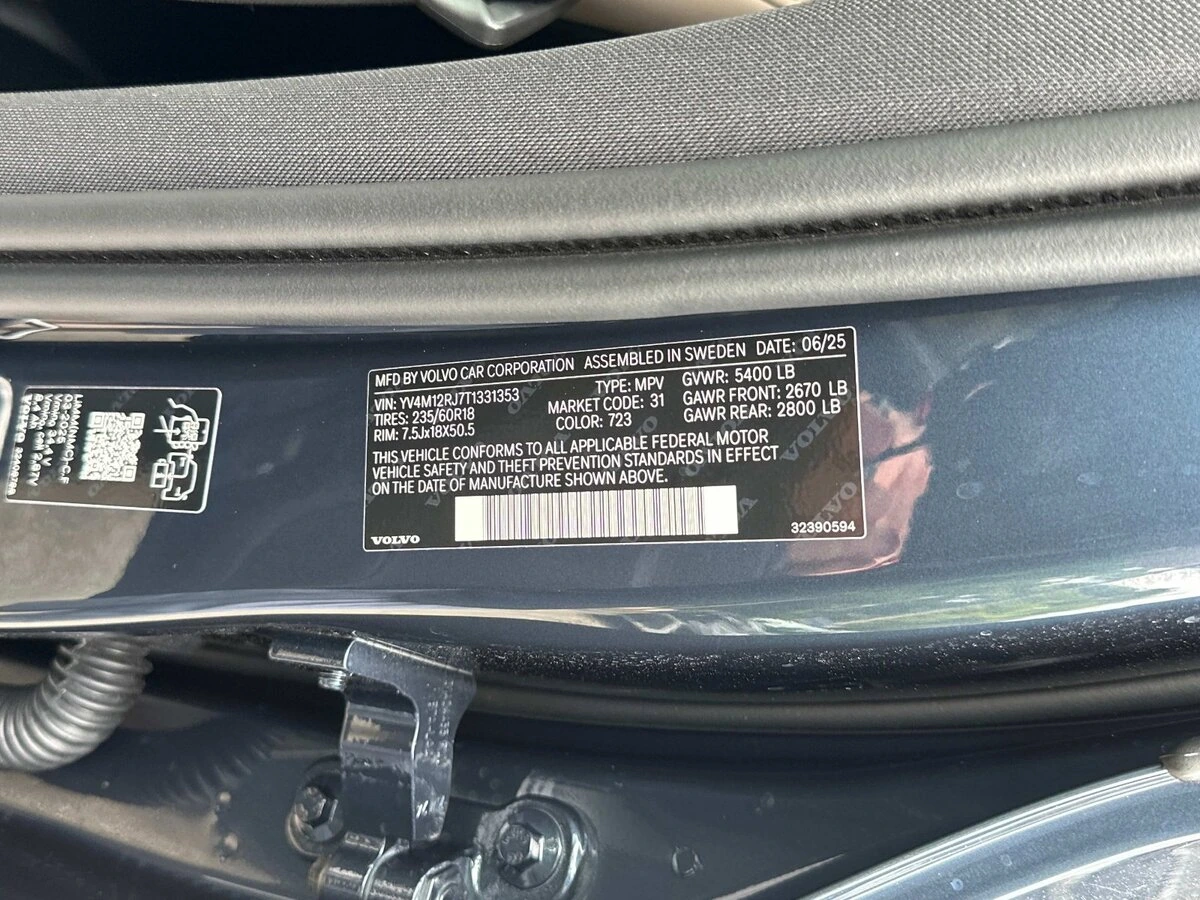 MFD BY VOLVO CAR CORPORATION ASSEMBLED IN SWEDEN DATE: 06/25
VIN: YV4M12RJ7T1331353 TYPE: MPV GVWR: 5400 LB
TIRES: 235/60R18 MARKET CODE: 31 GAWR FRONT: 2670 LB
RIM: 7.5Jx18X50.5 COLOR: 723 GAWR REAR: 2800 LB
THIS VEHICLE CONFORMS TO ALL APPLICABLE FEDERAL MOTOR
VEHICLE SAFETY AND THEFT PREVENTION STANDARDS IN EFFECT
ON THE DATE OF MANUFACTURE SHOWN ABOVE.
VOLVO 32390594